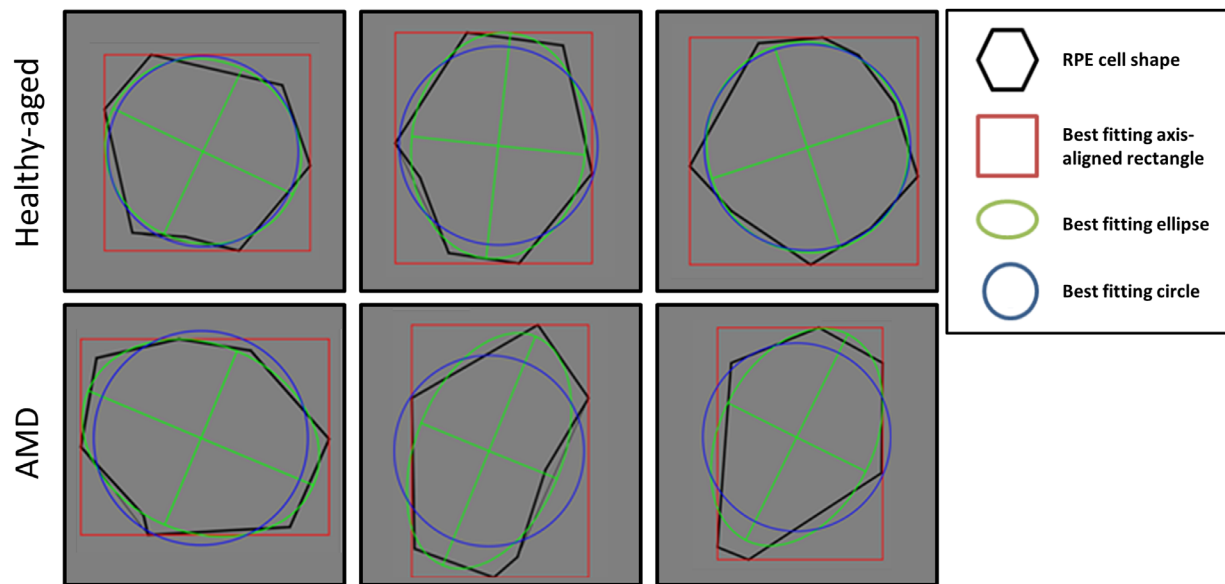 Healthy-aged
AMD
RPE cell shape
Best fitting axis-
aligned rectangle
Best fitting ellipse
Best fitting circle